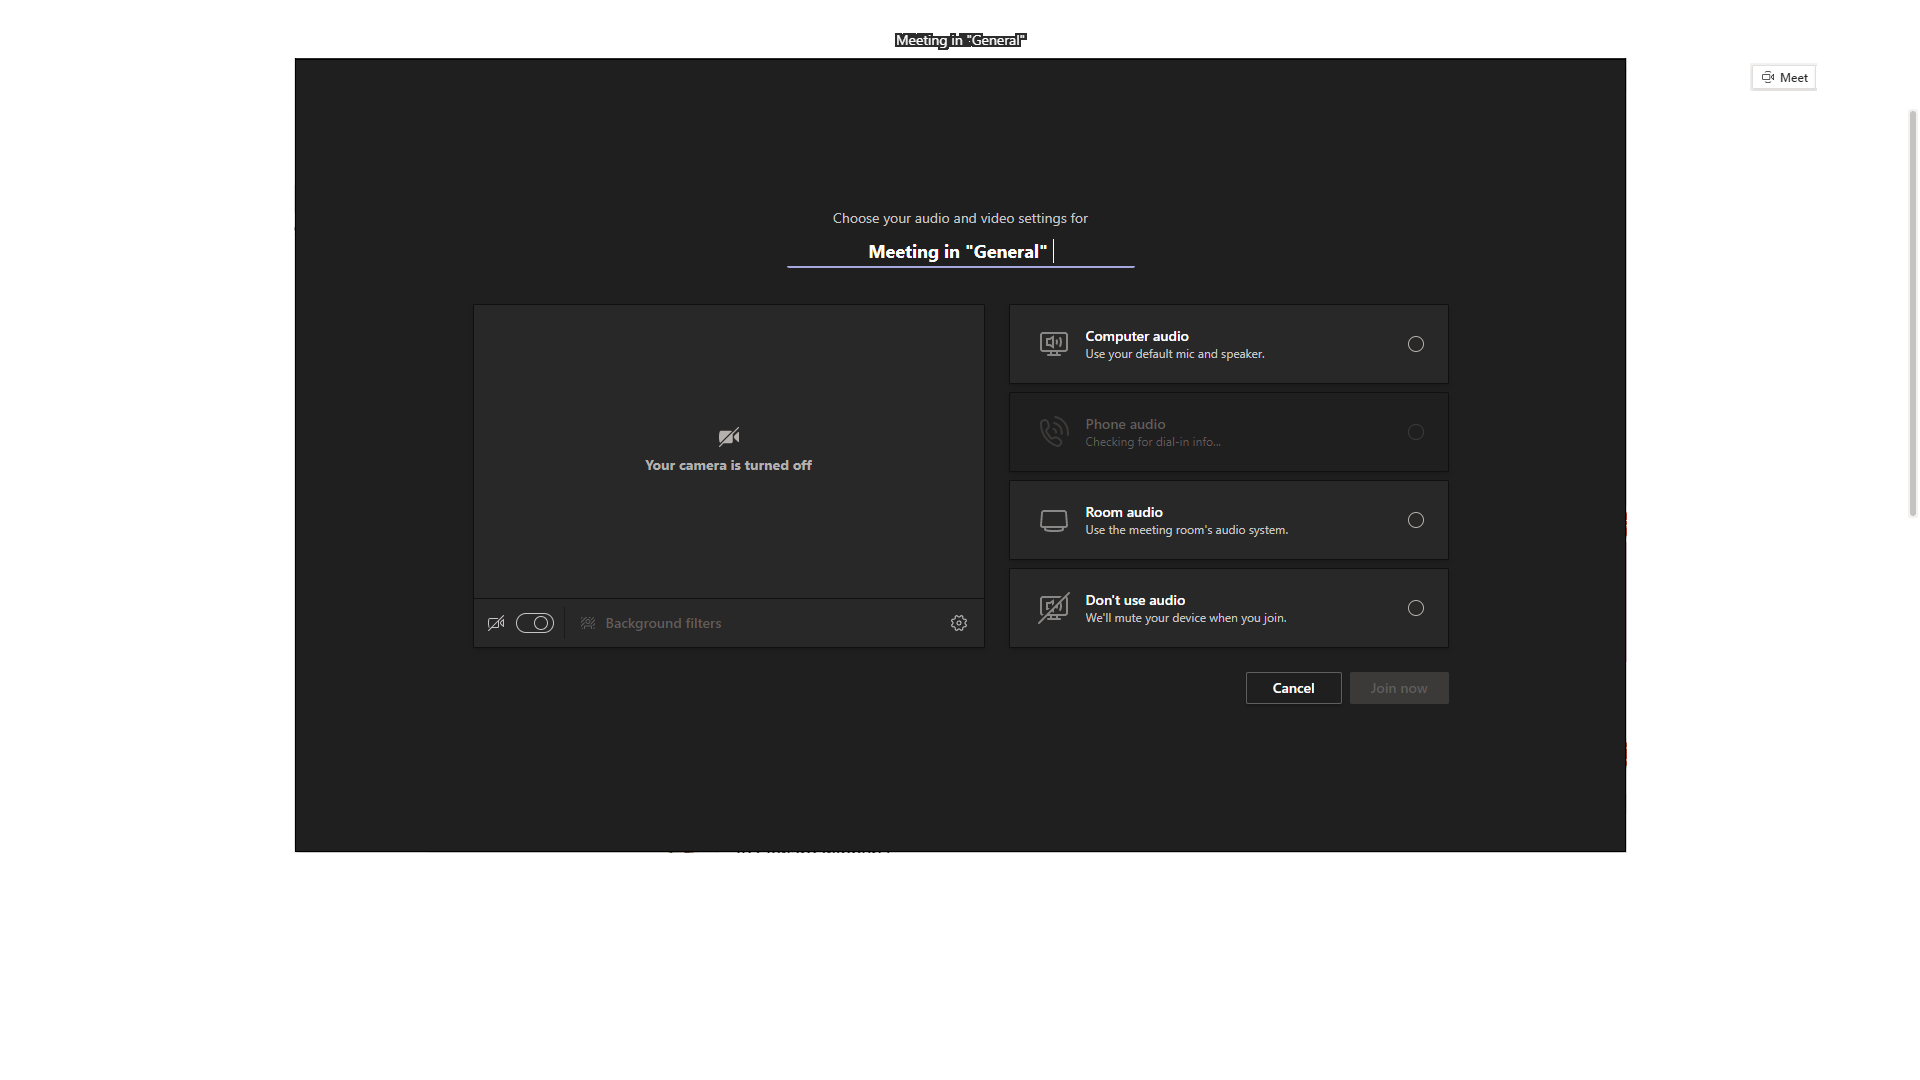 Meeting in "General"
Meet
Choose your audio and video settings for
Meeting in "General"
Your camera is turned off
Background filters
Computer audio
Use your default mic and speaker.
Phone audio
Checking for dial-in info...
Room audio
Use the meeting room's audio system.
Don't use audio
We'll mute your device when you join.
Cancel
Join now